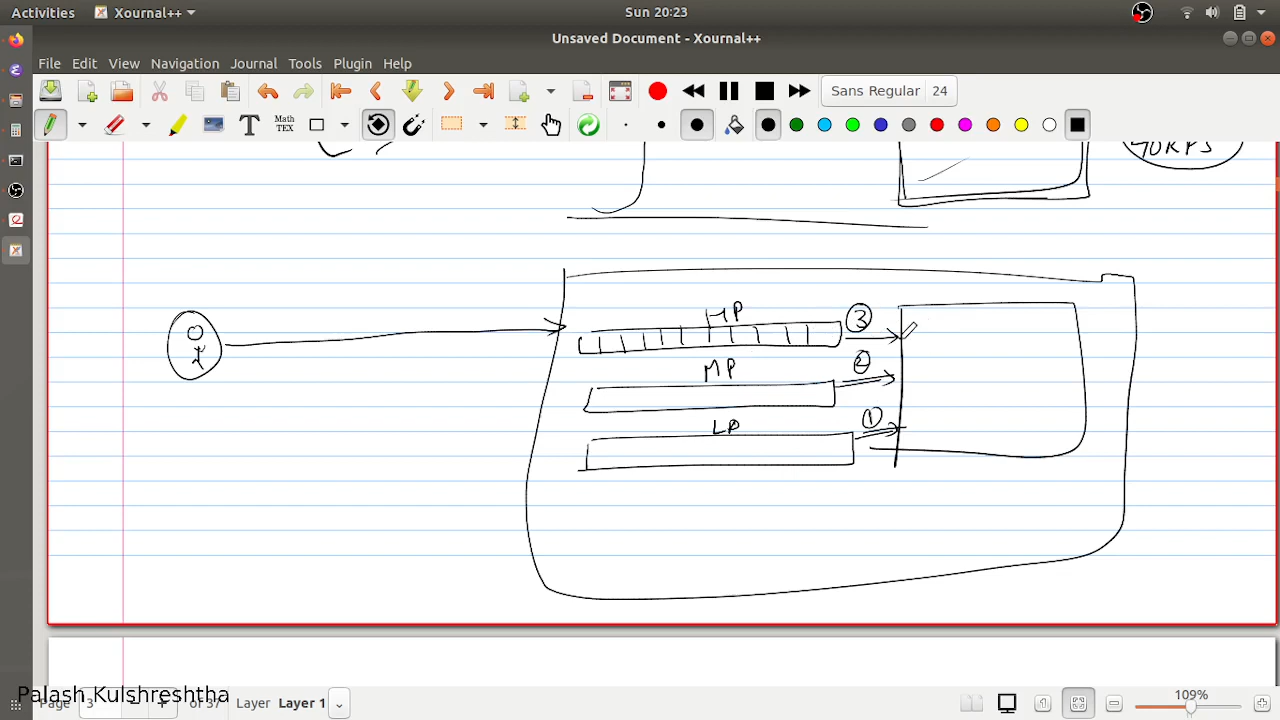 Activities Xournal++ Sun 20:23
Unsaved Document - Xournal++
File Edit View Navigation Journal Tools Plugin Help
Sans Regular 24
T MATH TEX
40RPS
HP 3
MP 2
LP 1
Palash Kulshreshtha
Page 3 of 37 Layer Layer 1 109%